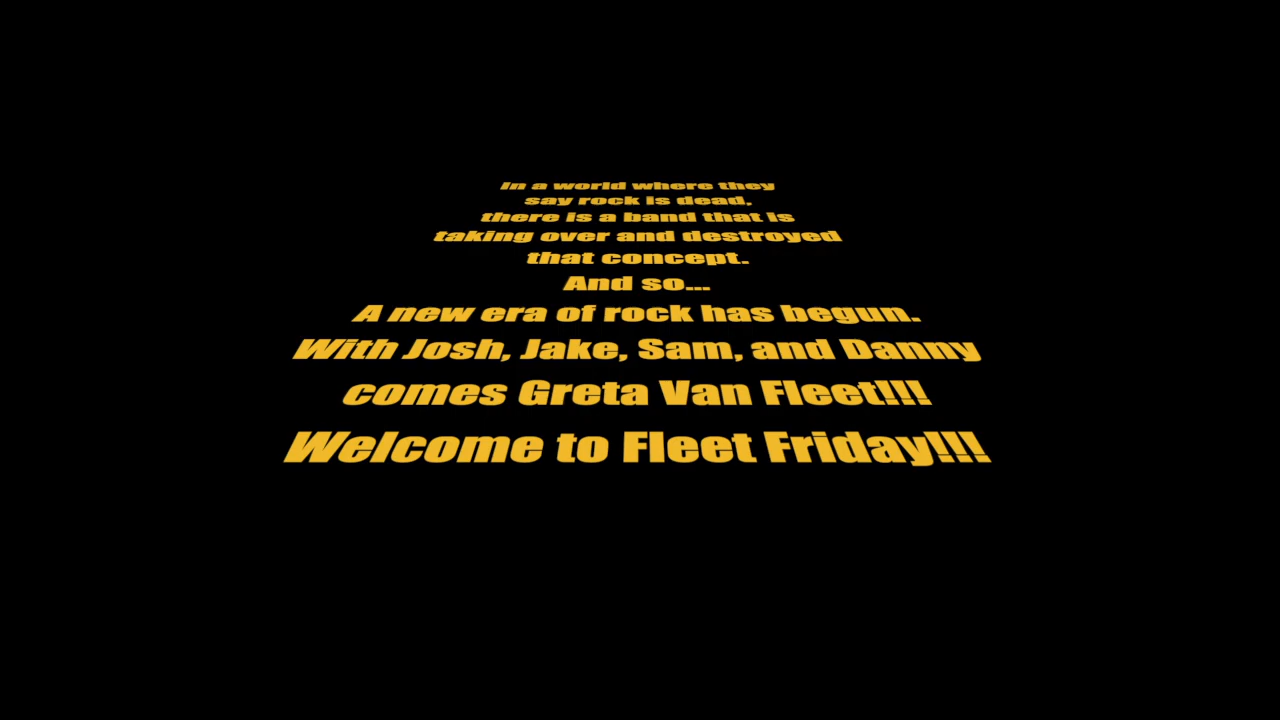 In a world where they
say rock is dead,
there is a band that is
taking over and destroyed
that concept.
And so...
A new era of rock has begun.
With Josh, Jake, Sam, and Danny
comes Greta Van Fleet!!!
Welcome to Fleet Friday!!!